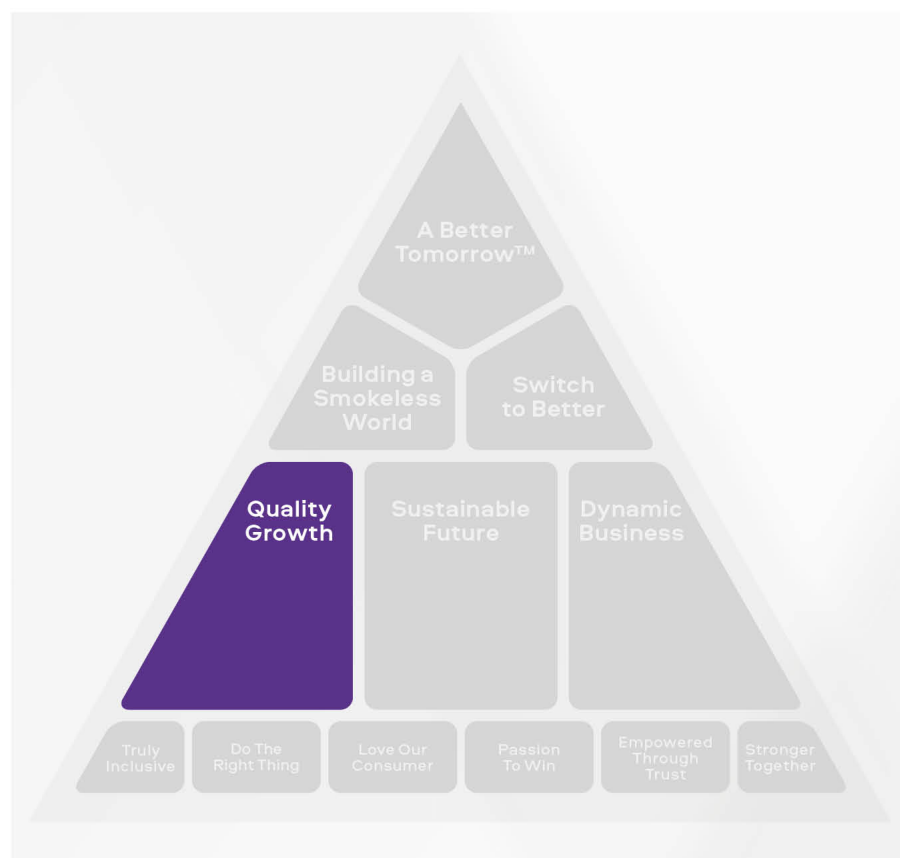 A Better
Tomorrow™
Building a
Smokeless
World
Switch
to Better
Quality
Growth
Sustainable
Future
Dynamic
Business
Truly
Inclusive
Do The
Right Thing
Love Our
Consumer
Passion
To Win
Empowered
Through
Trust
Stronger
Together